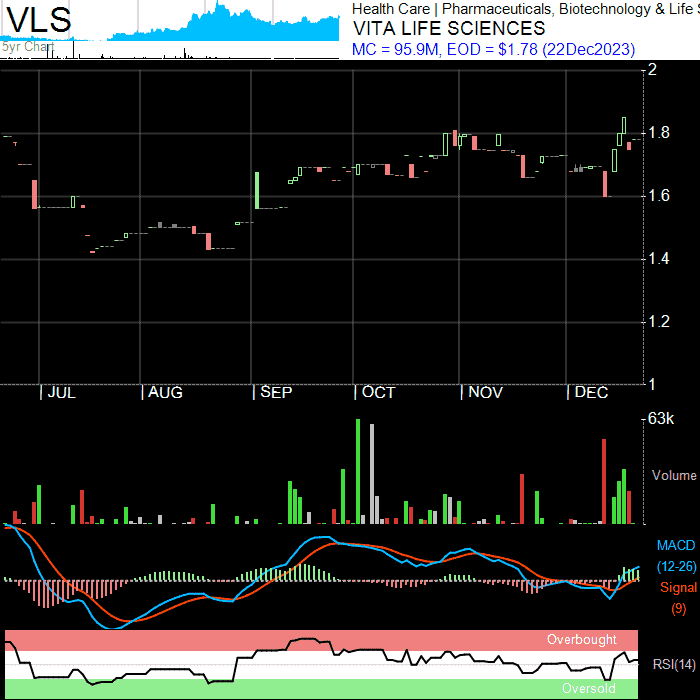 VLS
Health Care | Pharmaceuticals, Biotechnology & Life S
VITA LIFE SCIENCES
MC = 95.9M, EOD = $1.78 (22Dec2023)
5yr Chart
2
1.8
1.6
1.4
1.2
1
| JUL | AUG | SEP | OCT | NOV | DEC
63k
Volume
MACD
(12-26)
Signal
(9)
Overbought
RSI(14)
Oversold